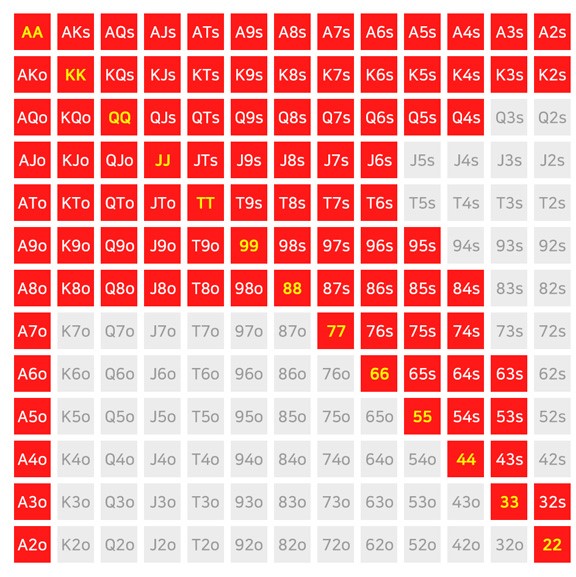 AA AKs AQs AJs ATs A9s A8s A7s A6s A5s A4s A3s A2s
AKo KK KQs KJs KTs K9s K8s K7s K6s K5s K4s K3s K2s
AQo KQo QQ QJs QTs Q9s Q8s Q7s Q6s Q5s Q4s Q3s Q2s
AJo KJo QJo JJ JTs J9s J8s J7s J6s J5s J4s J3s J2s
ATo KTo QTo JTo TT T9s T8s T7s T6s T5s T4s T3s T2s
A9o K9o Q9o J9o T9o 99 98s 97s 96s 95s 94s 93s 92s
A8o K8o Q8o J8o T8o 98o 88 87s 86s 85s 84s 83s 82s
A7o K7o Q7o J7o T7o 97o 87o 77 76s 75s 74s 73s 72s
A6o K6o Q6o J6o T6o 96o 86o 76o 66 65s 64s 63s 62s
A5o K5o Q5o J5o T5o 95o 85o 75o 65o 55 54s 53s 52s
A4o K4o Q4o J4o T4o 94o 84o 74o 64o 54o 44 43s 42s
A3o K3o Q3o J3o T3o 93o 83o 73o 63o 53o 43o 33 32s
A2o K2o Q2o J2o T2o 92o 82o 72o 62o 52o 42o 32o 22